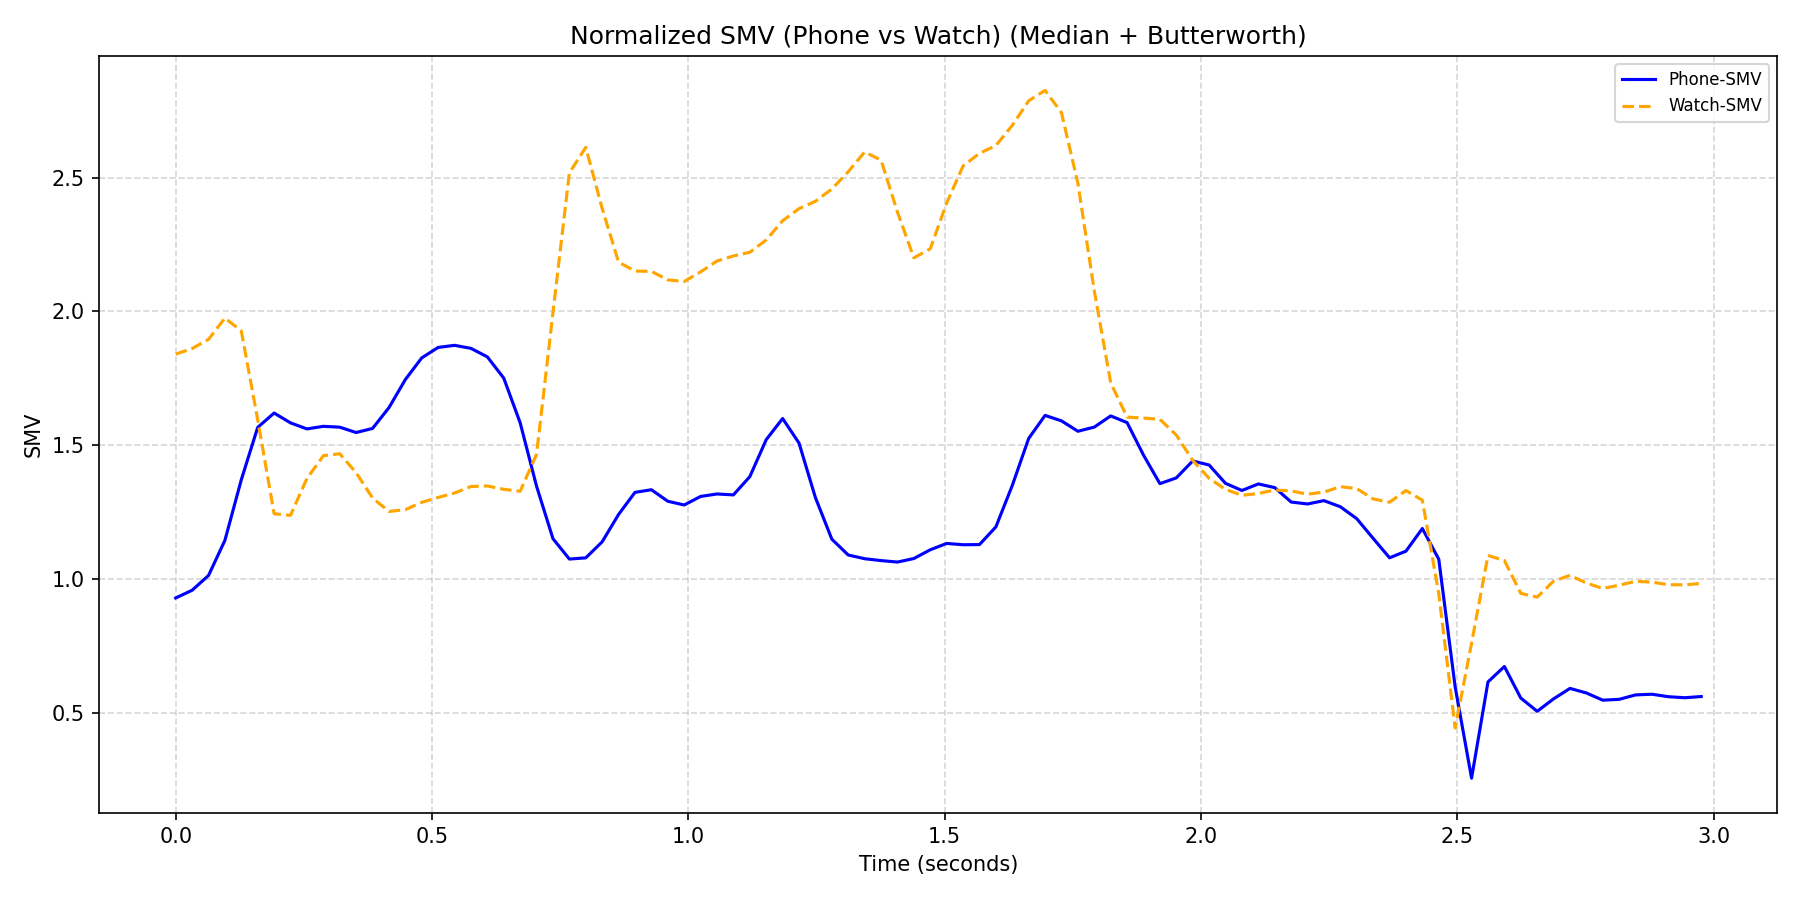 Normalized SMV (Phone vs Watch) (Median + Butterworth)
Phone-SMV
Watch-SMV
SMV
2.5
2.0
1.5
1.0
0.5
0.0 0.5 1.0 1.5 2.0 2.5 3.0
Time (seconds)